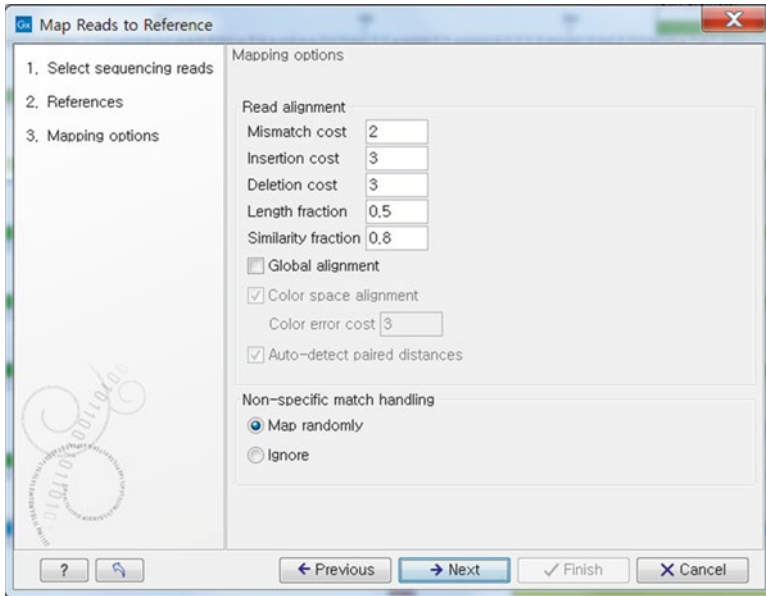 Gx Map Reads to Reference
1. Select sequencing reads
2. References
3. Mapping options
Mapping options
Read alignment
Mismatch cost 2
Insertion cost 3
Deletion cost 3
Length fraction 0.5
Similarity fraction 0.8
Global alignment
Color space alignment
Color error cost 3
Auto-detect paired distances
Non-specific match handling
Map randomly
Ignore
? Previous Next Finish Cancel